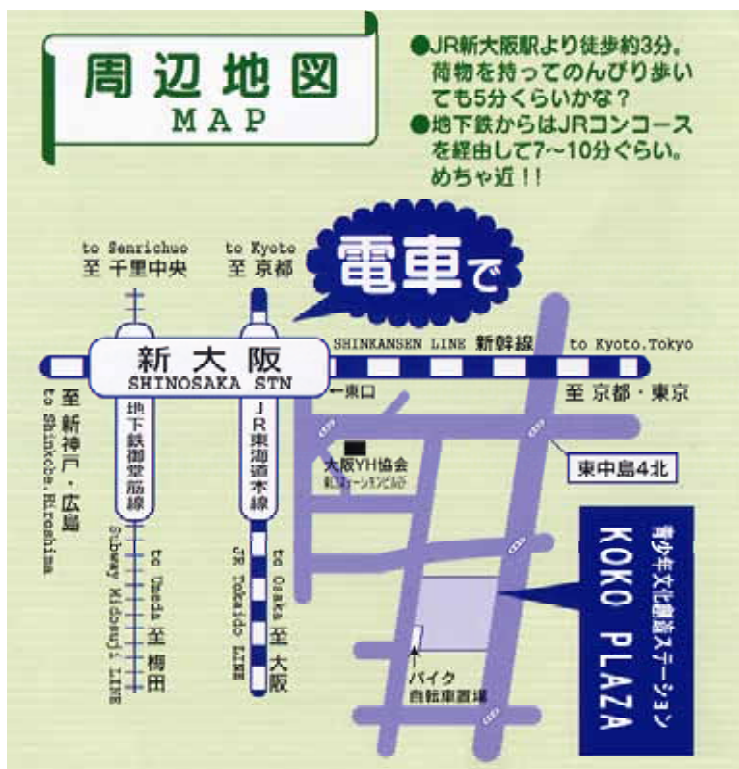 周辺地図
MAP
●JR新大阪駅より徒歩約3分。
荷物を持ってのんびり歩い
ても5分くらいかな？
●地下鉄からはJRコンコース
を経由して7〜10分ぐらい。
めちゃ近！！
電車で
to Senrichuo
至 千里中央
to Kyoto
至 京都
新大阪
SHINOSAKA STN
SHINKANSEN LINE 新幹線
to Kyoto.Tokyo
至 京都・東京
←東口
至 新神戸・広島
to Shinkobe.Hiroshima
地下鉄御堂筋線
Subway Midosuji LINE
to Umeda 至 梅田
JR東海道本線
JR Tokaido LINE
to Osaka 至 大阪
大阪YH協会
東中島4北
青少年文化創造ステーション
KOKO PLAZA
バイク
自転車置場